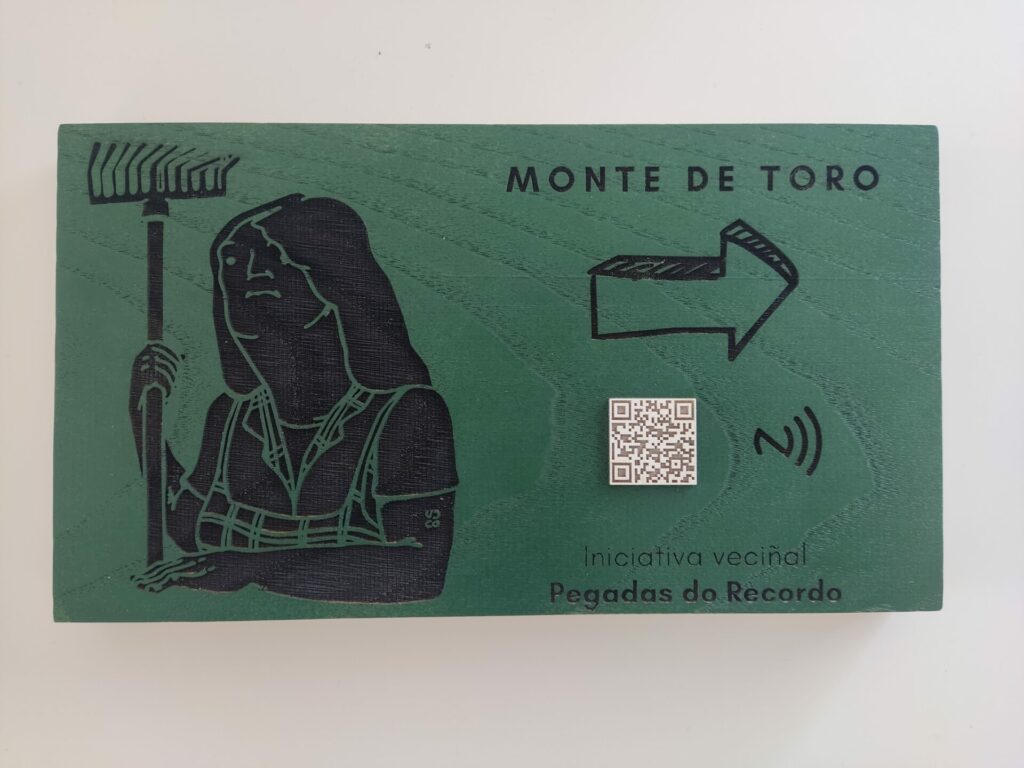 MONTE DE TORO
Iniciativa veciñal
Pegadas do Recordo